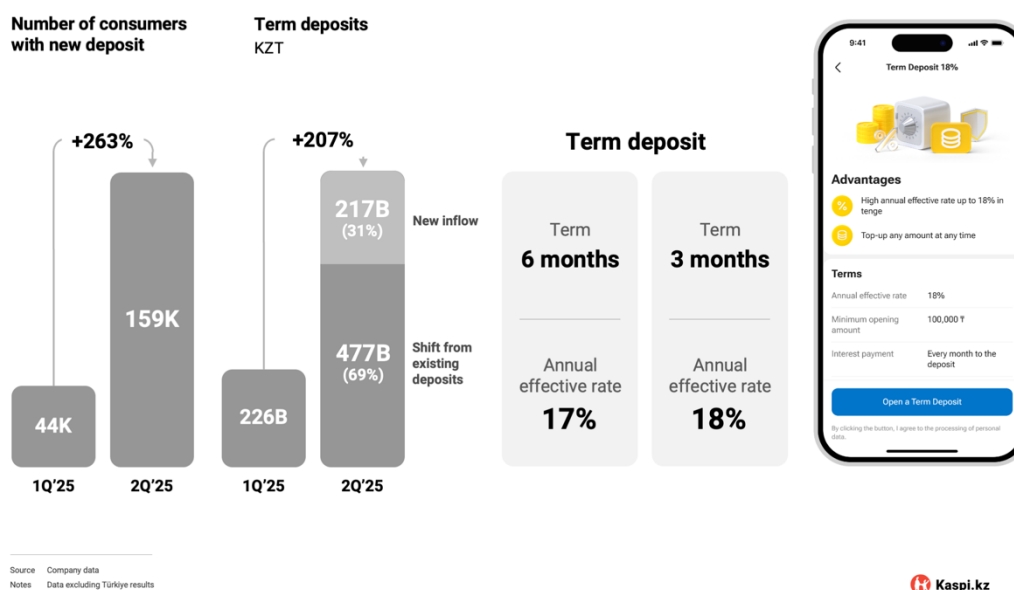 Number of consumers
with new deposit
+263%
44K
159K
1Q’25
2Q’25
Term deposits
KZT
+207%
226B
217B
(31%)
477B
(69%)
New inflow
Shift from
existing
deposits
1Q’25
2Q’25
Term deposit
Term
6 months
Annual
effective rate
17%
Term
3 months
Annual
effective rate
18%
9:41
Term Deposit 18%
Advantages
High annual effective rate up to 18% in
tenge
Top-up any amount at any time
Terms
Annual effective rate 18%
Minimum opening
amount
100,000 ₸
Interest payment
Every month to the
deposit
Open a Term Deposit
By clicking the button, I agree to the processing of personal
data.
Source Company data
Notes Data excluding Türkiye results
Kaspi.kz